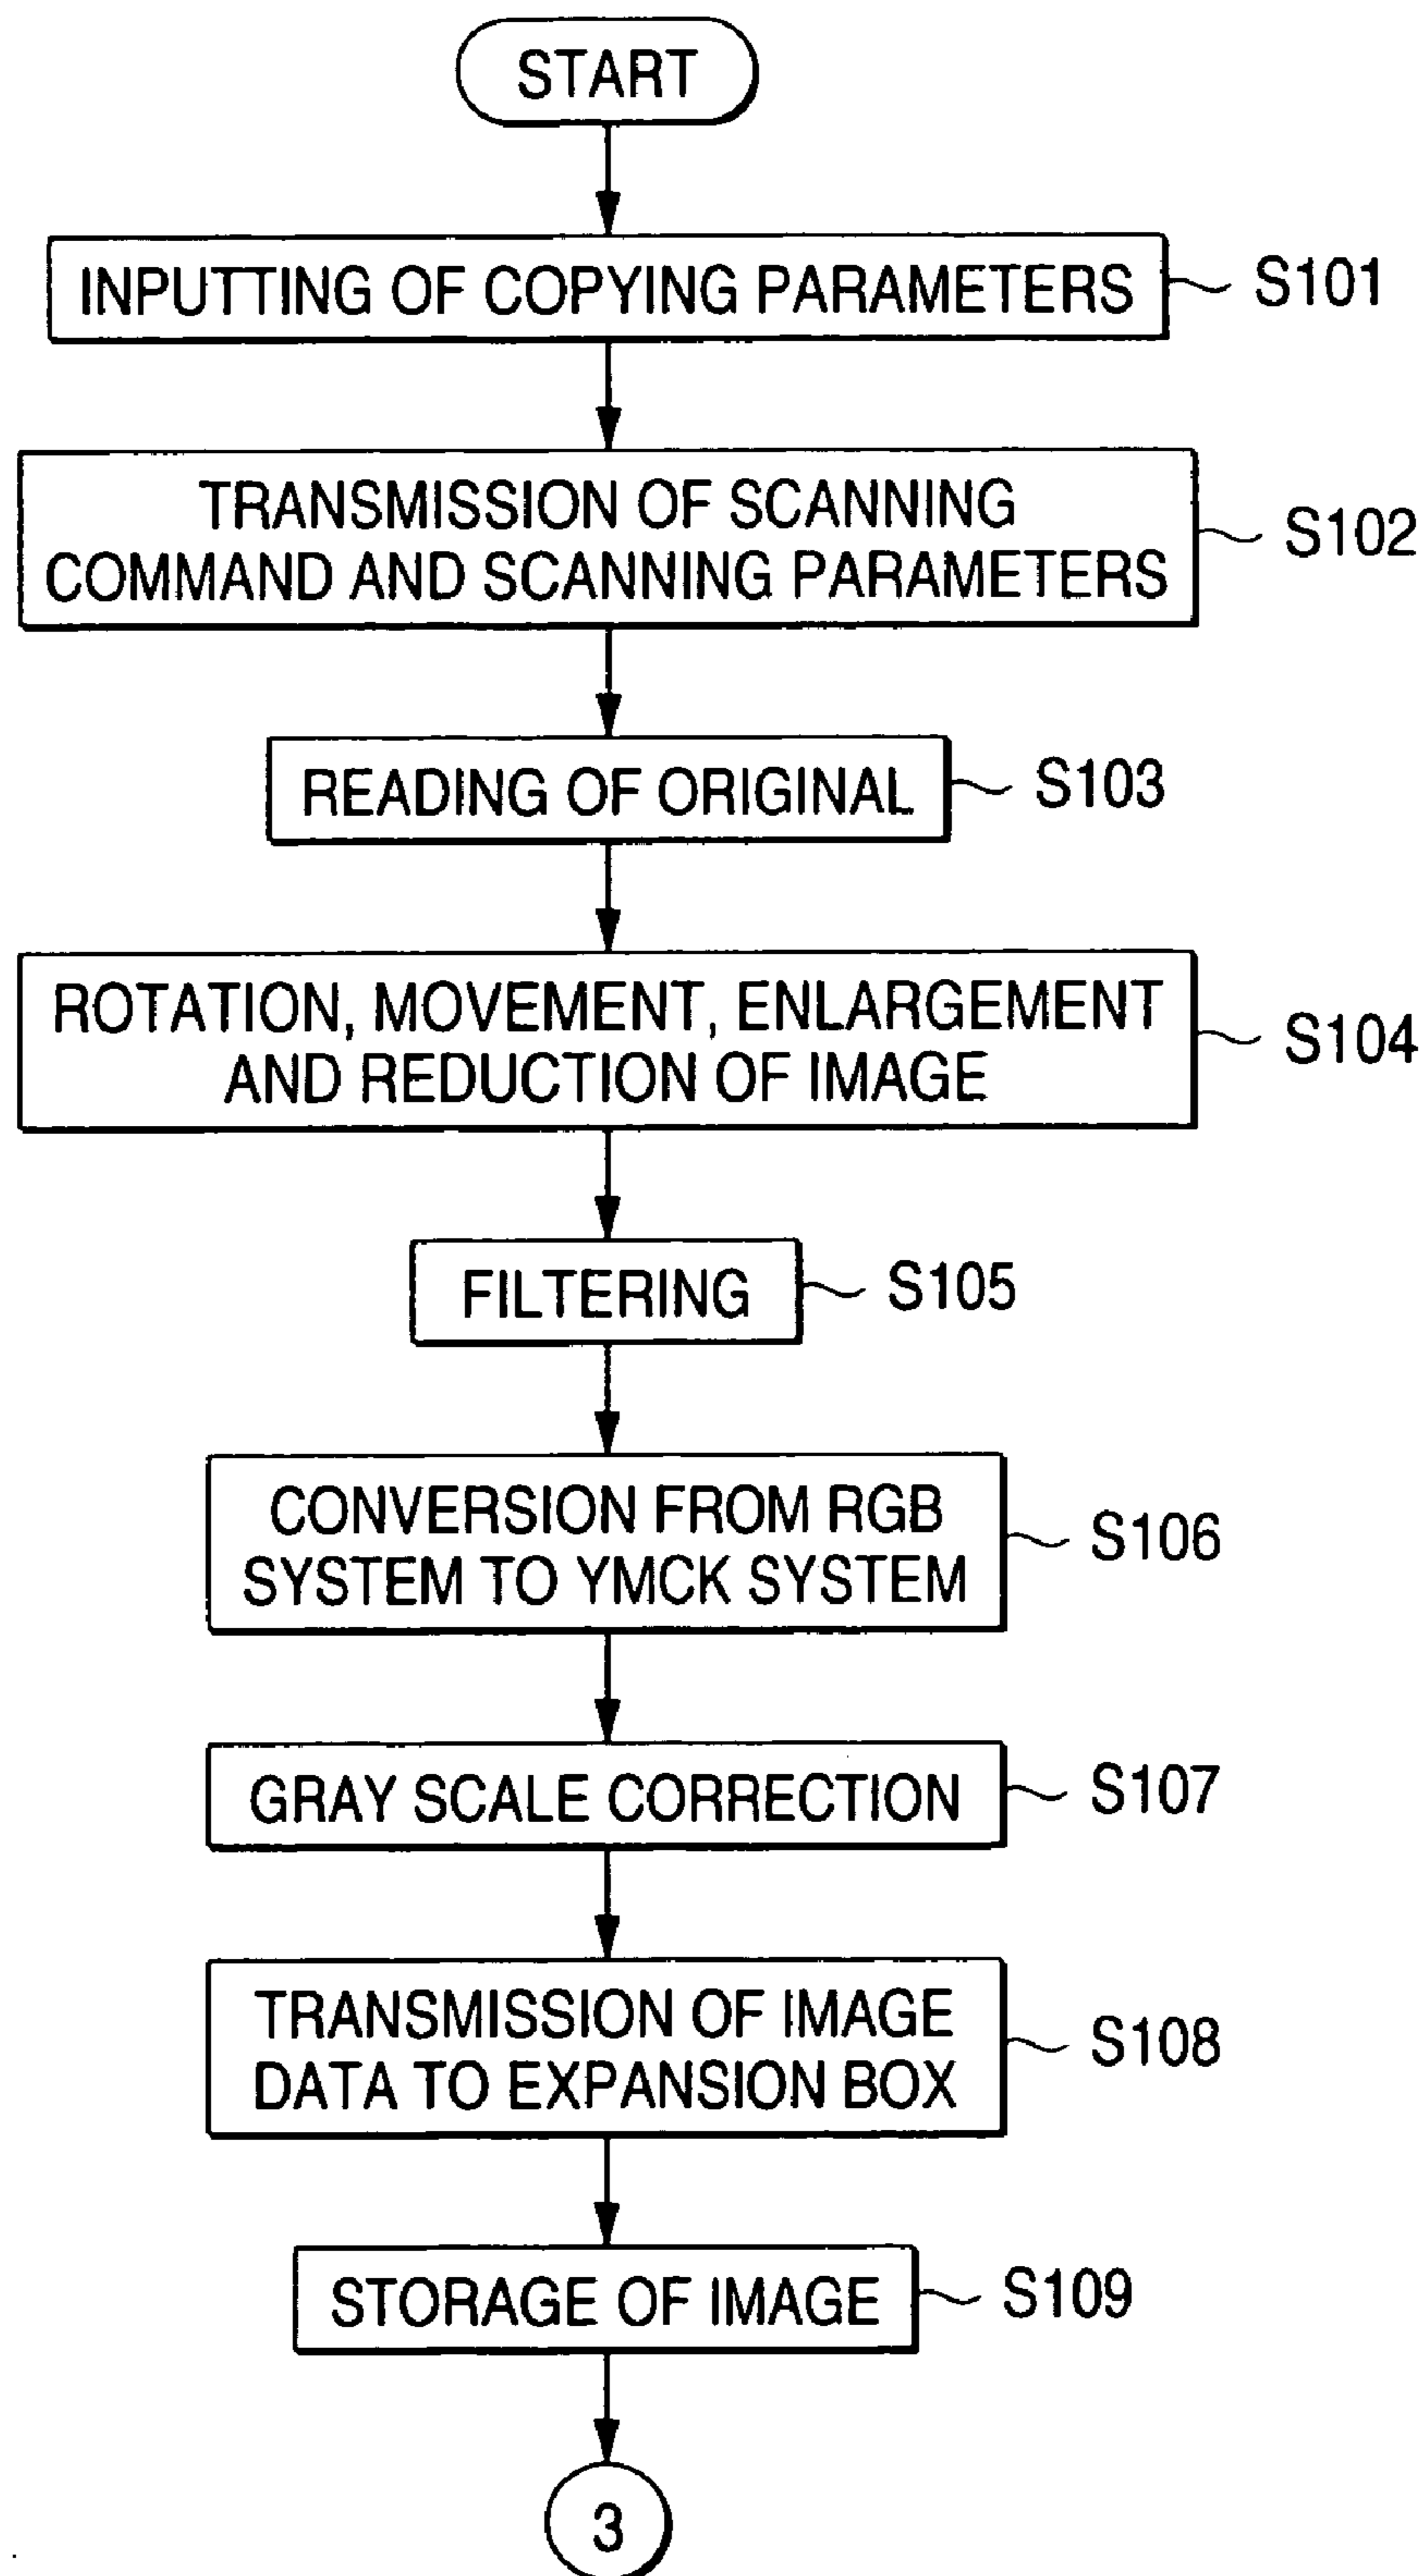 START
INPUTTING OF COPYING PARAMETERS
S101
TRANSMISSION OF SCANNING
COMMAND AND SCANNING PARAMETERS
S102
READING OF ORIGINAL
S103
ROTATION, MOVEMENT, ENLARGEMENT
AND REDUCTION OF IMAGE
S104
FILTERING
S105
CONVERSION FROM RGB
SYSTEM TO YMCK SYSTEM
S106
GRAY SCALE CORRECTION
S107
TRANSMISSION OF IMAGE
DATA TO EXPANSION BOX
S108
STORAGE OF IMAGE
S109
3